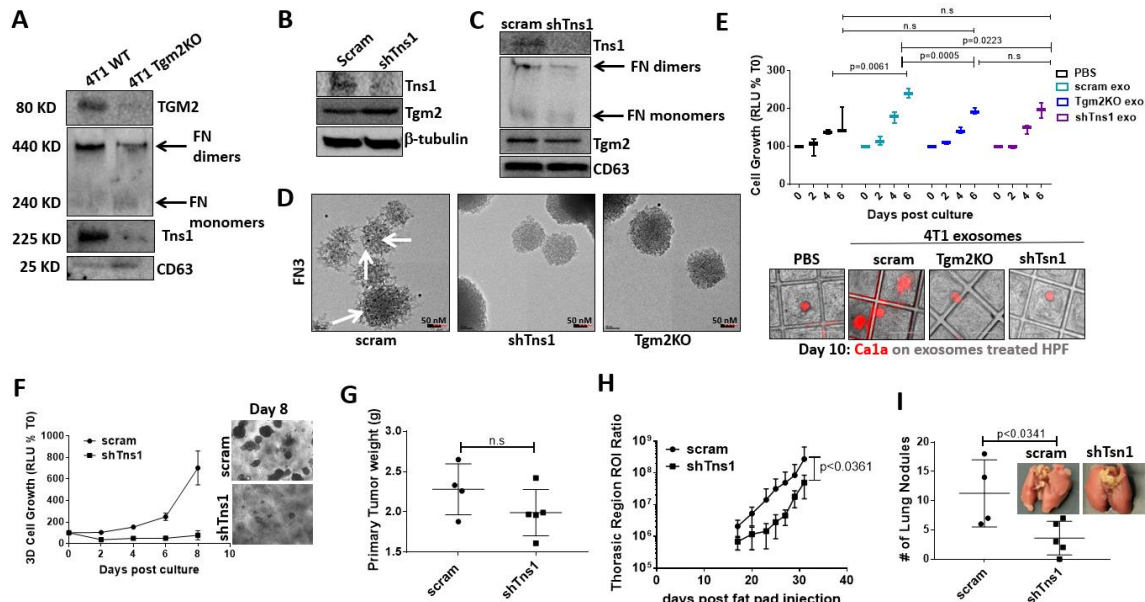 A
4T1 WT
4T1 Tgm2KO
80 KD
TGM2
440 KD
FN
dimers
240 KD
FN
monomers
225 KD
Tns1
25 KD
CD63
B
Scram
shTns1
Tns1
Tgm2
β-tubulin
C
scram shTns1
Tns1
FN dimers
FN monomers
Tgm2
CD63
D
FN3
50 nM
50 nM
50 nM
scram
shTns1
Tgm2KO
E
n.s
n.s
p=0.0223
p=0.0061
p=0.0005
n.s
PBS
scram exo
Tgm2KO exo
shTns1 exo
Cell Growth (RLU % T0)
300
200
100
0
0 2 4 6 0 2 4 6 0 2 4 6 0 2 4 6
Days post culture
4T1 exosomes
PBS
scram
Tgm2KO
shTsn1
Day 10: Ca1a on exosomes treated HPF
F
Day 8
scram
shTns1
3D Cell Growth (RLU % T0)
1000
800
600
400
200
0
0 2 4 6 8 10
Days post culture
scram
shTns1
G
n.s
Primary Tumor weight (g)
3.0
2.5
2.0
1.5
scram
shTns1
H
Thorasic Region ROI Ratio
10⁹
10⁸
10⁷
10⁶
10⁵
scram
shTns1
p<0.0361
0 10 20 30 40
days post fat pad injection
I
p<0.0341
scram
shTsn1
# of Lung Nodules
20
15
10
5
0
scram
shTns1